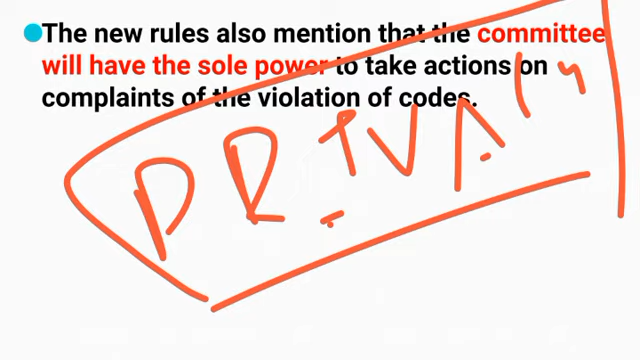 The new rules also mention that the committee
will have the sole power to take actions on
complaints of the violation of codes.